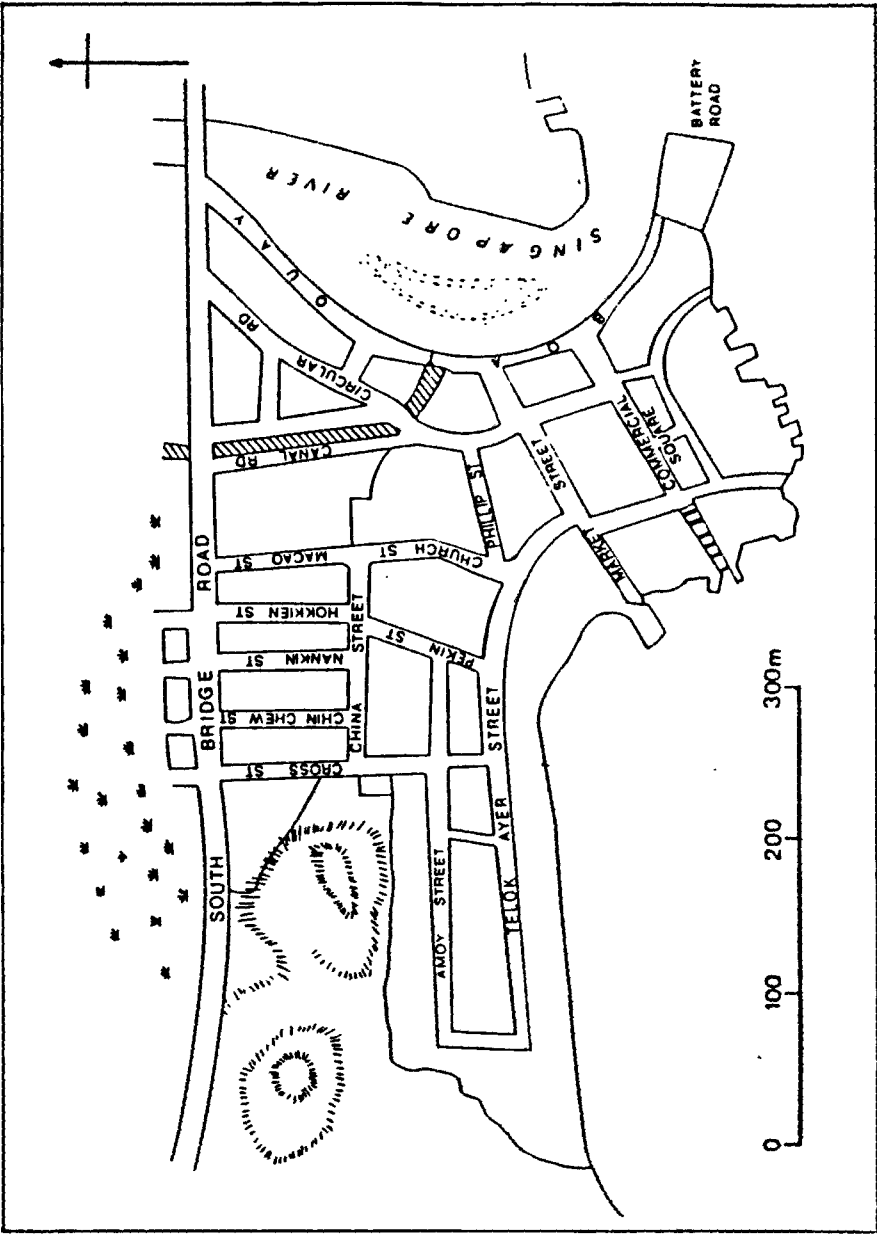 BATTERY
ROAD
SINGAPORE RIVER
BOAT QUAY
CIRCULAR RD
CANAL
RD
PHILLIP ST
STREET
COMMERCIAL
SQUARE
MARKET
CHURCH ST
MACAO ST
HOKKIEN ST
NANKIN ST
CHIN CHEW ST
CROSS
ST
PEKIN ST
CHINA STREET
SOUTH BRIDGE ROAD
AMOY STREET
TELOK AYER STREET
0 100 200 300m